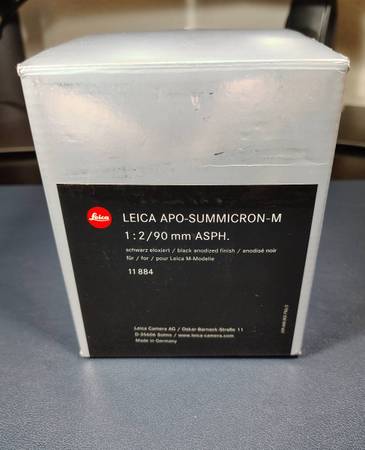 Leica
LEICA APO-SUMMICRON-M
1:2/90 mm ASPH.
schwarz eloxiert / black anodized finish / anodisé noir
für / for / pour Leica M-Modelle
11 884
Leica Camera AG / Oskar-Barnack-Straße 11
D-35606 Solms / www.leica-camera.com
Made in Germany